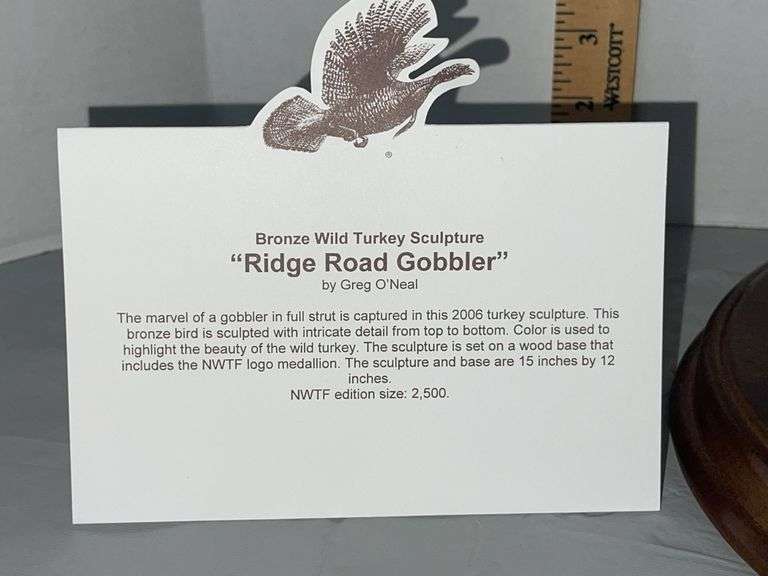 3
2
WESTCOTT®
®
Bronze Wild Turkey Sculpture
“Ridge Road Gobbler”
by Greg O’Neal
The marvel of a gobbler in full strut is captured in this 2006 turkey sculpture. This
bronze bird is sculpted with intricate detail from top to bottom. Color is used to
highlight the beauty of the wild turkey. The sculpture is set on a wood base that
includes the NWTF logo medallion. The sculpture and base are 15 inches by 12
inches.
NWTF edition size: 2,500.